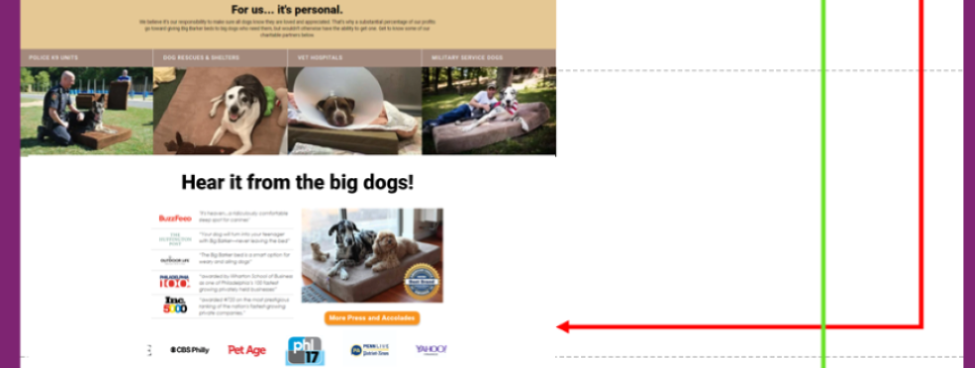 For us... it's personal.
We believe it's our responsibility to make sure all dogs know they are loved and appreciated. That's why a substantial percentage of our profits
go toward giving Big Barker beds to big dogs who need them, but wouldn't otherwise have the ability to get one. Get to know some of our
charitable partners below.
POLICE K9 UNITS
DOG RESCUES & SHELTERS
VET HOSPITALS
MILITARY SERVICE DOGS
Hear it from the big dogs!
BuzzFeed
"It's heaven... a ridiculously comfortable
sleep spot for canines"
THE
HUFFINGTON
POST
"Your dog will turn into your teenager
with Big Barker—never leaving the bed"
OUTDOOR LIFE
"The Big Barker bed is a smart option for
weary and ailing dogs"
PHILADELPHIA
100
"awarded by Wharton School of Business
as one of Philadelphia's 100 fastest
growing privately held businesses"
Inc.
5000
"awarded #720 on the most prestigious
ranking of the nation's fastest growing
private companies"
More Press and Accolades
CBS Philly
Pet Age
phl
17
PENN LIVE
Patriot-News
YAHOO!